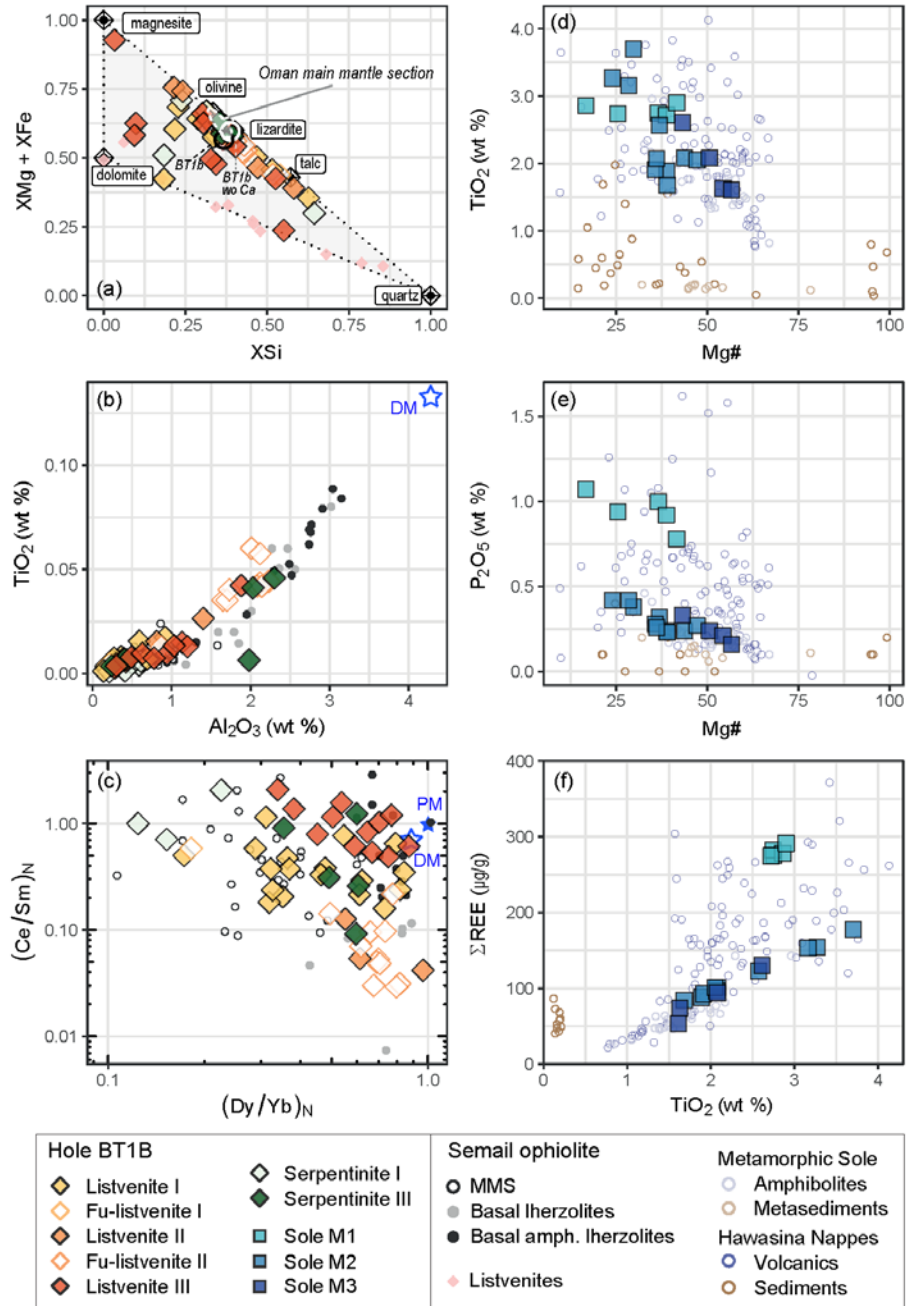 (a)
XMg + XFe
1.00
0.75
0.50
0.25
0.00
magnesite
olivine
Oman main mantle section
lizardite
dolomite
BT1b
BT1b
wo Ca
talc
quartz
0.00
0.25
0.50
0.75
1.00
XSi
(b)
TiO₂ (wt %)
0.10
0.05
0.00
DM
0
1
2
3
4
Al₂O₃ (wt %)
(c)
(Ce/Sm)N
1.00
0.10
0.01
PM
DM
0.1
1.0
(Dy/Yb)N
(d)
TiO₂ (wt %)
4.0
3.0
2.0
1.0
0.0
25
50
75
100
Mg#
(e)
P₂O₅ (wt %)
1.5
1.0
0.5
0.0
25
50
75
100
Mg#
(f)
ΣREE (µg/g)
400
300
200
100
0
0
1
2
3
4
TiO₂ (wt %)
Hole BT1B
Listvenite I
Fu-listvenite I
Listvenite II
Fu-listvenite II
Listvenite III
Serpentinite I
Serpentinite III
Sole M1
Sole M2
Sole M3
Semail ophiolite
MMS
Basal lherzolites
Basal amph. lherzolites
Listvenites
Metamorphic Sole
Amphibolites
Metasediments
Hawasina Nappes
Volcanics
Sediments